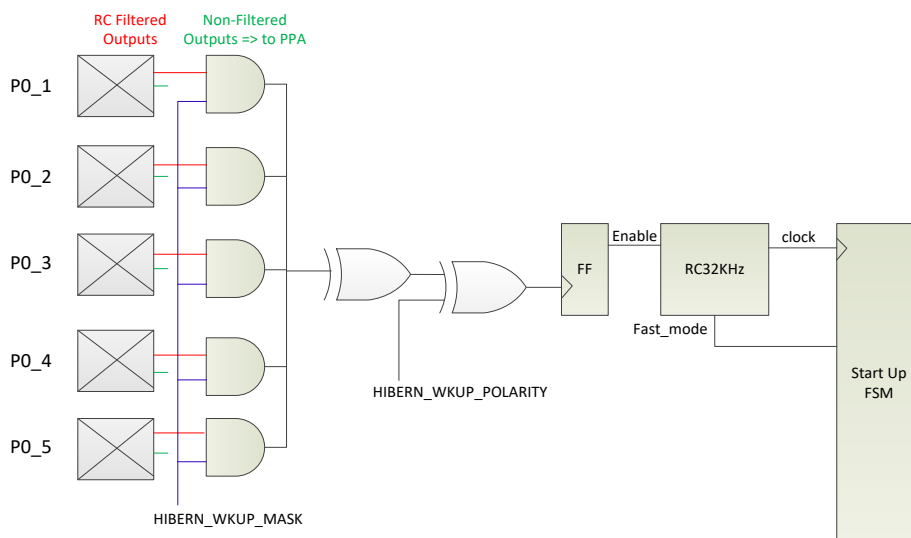 RC Filtered
Outputs
Non-Filtered
Outputs => to PPA
P0_1
P0_2
P0_3
P0_4
P0_5
HIBERN_WKUP_MASK
HIBERN_WKUP_POLARITY
FF
Enable
RC32KHz
clock
Fast_mode
Start Up
FSM